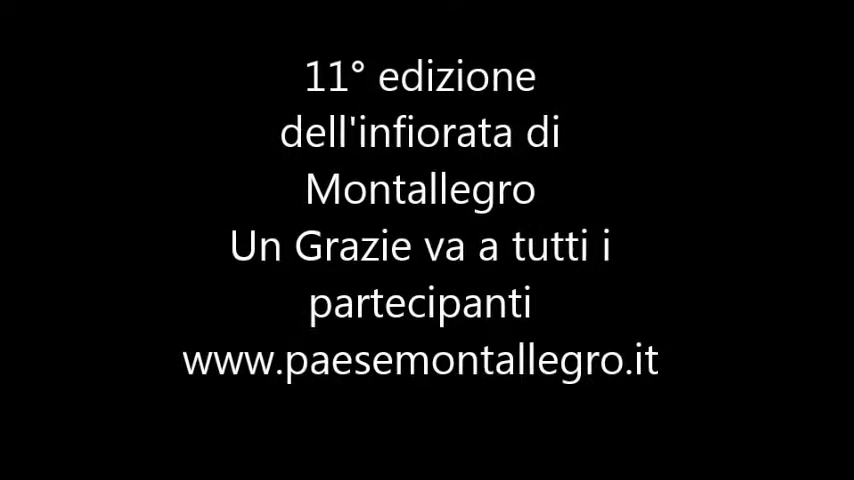 11° edizione
dell'infiorata di
Montallegro
Un Grazie va a tutti i
partecipanti
www.paesemontallegro.it